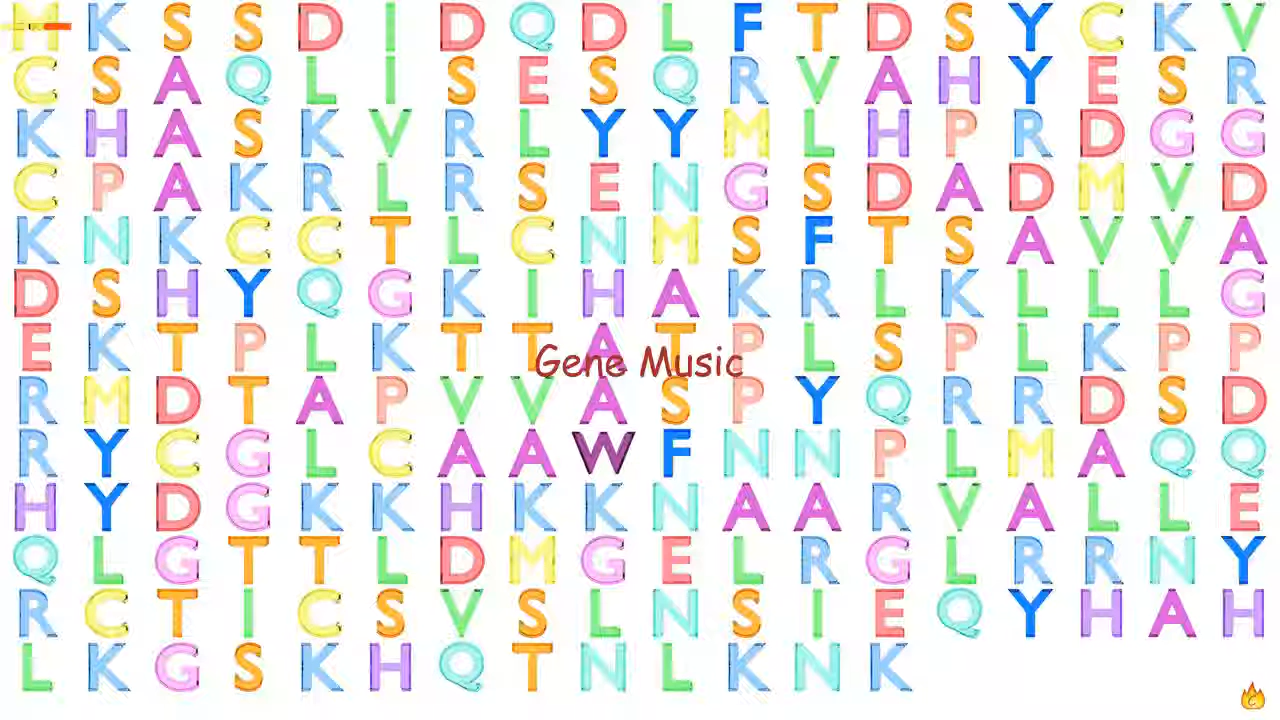 M K S S D I D Q D L F T D S Y C K V
C S A Q L I S E S Q R V A H Y E S R
K H A S K V R L Y Y M L H P R D G G
C P A K R L R S E N G S D A D M V D
K N K C C T L C N M S F T S A V V A
D S H Y Q G K I H A K R L K L L L G
E K T P L K T T A T P L S P L K P P
Gene Music
R M D T A P V V A S P Y Q R R D S D
R Y C G L C A A W F N N P L M A Q Q
H Y D G K K H K K N A A R V A L L E
Q L G T T L D M G E L R G L R R N Y
R C T I C S V S L N S I E Q Y H A H
L K G S K H Q T N L K N K